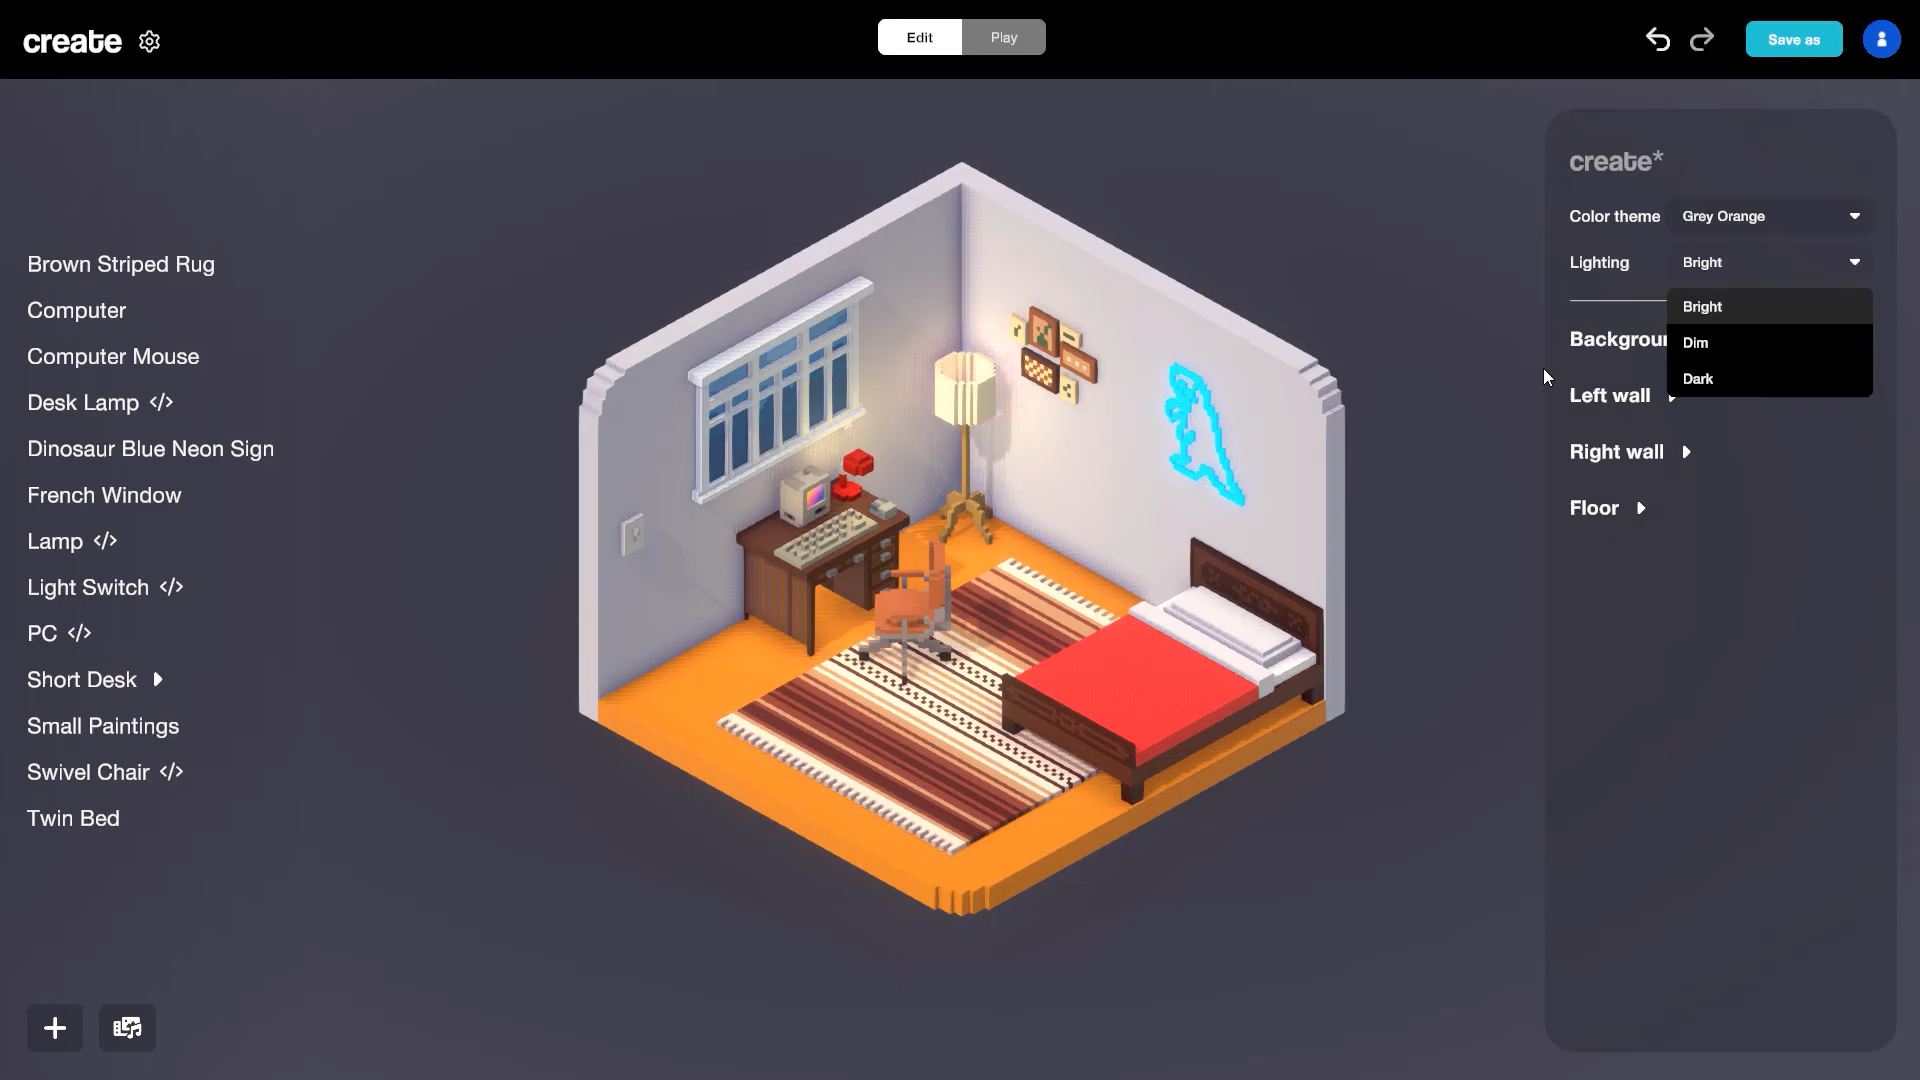 create
Edit
Play
Save as
Brown Striped Rug
Computer
Computer Mouse
Desk Lamp </>
Dinosaur Blue Neon Sign
French Window
Lamp </>
Light Switch </>
PC </>
Short Desk
Small Paintings
Swivel Chair </>
Twin Bed
create*
Color theme
Grey Orange
Lighting
Bright
Bright
Dim
Dark
Left wall
Right wall
Floor